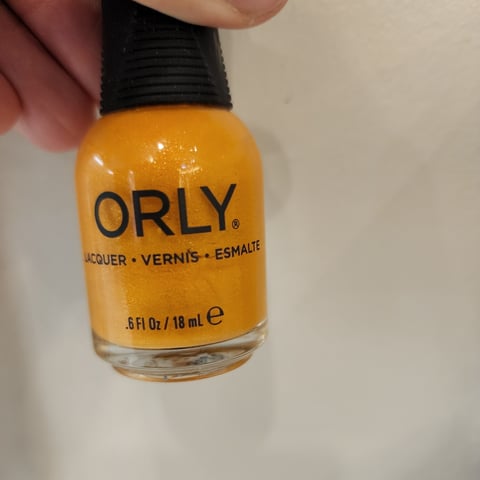 ORLY®
LACQUER • VERNIS • ESMALTE
.6 Fl Oz / 18 mL ℮